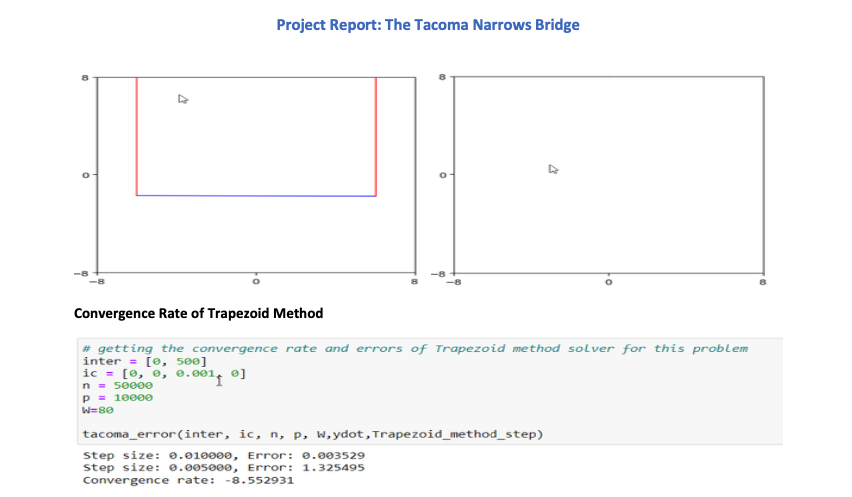 Project Report: The Tacoma Narrows Bridge
8
0
-8
-8
0
8
8
0
-8
-8
0
8
Convergence Rate of Trapezoid Method
# getting the convergence rate and errors of Trapezoid method solver for this problem
inter = [0, 500]
ic = [0, 0, 0.001, 0]
n = 50000
p = 10000
W=80
tacoma_error(inter, ic, n, p, W,ydot,Trapezoid_method_step)
Step size: 0.010000, Error: 0.003529
Step size: 0.005000, Error: 1.325495
Convergence rate: -8.552931